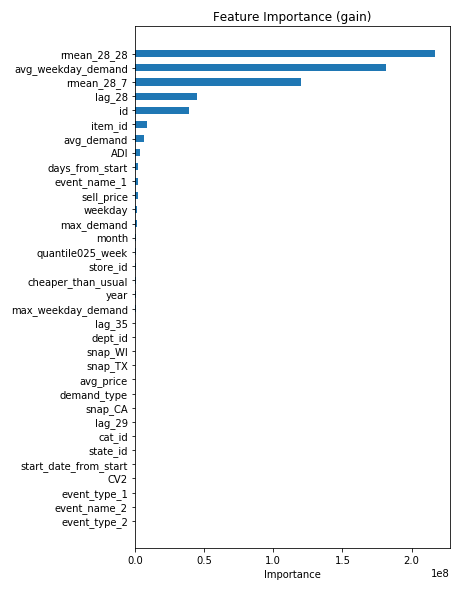 Feature Importance (gain)
rmean_28_28
avg_weekday_demand
rmean_28_7
lag_28
id
item_id
avg_demand
ADI
days_from_start
event_name_1
sell_price
weekday
max_demand
month
quantile025_week
store_id
cheaper_than_usual
year
max_weekday_demand
lag_35
dept_id
snap_WI
snap_TX
avg_price
demand_type
snap_CA
lag_29
cat_id
state_id
start_date_from_start
CV2
event_type_1
event_name_2
event_type_2
0.0 0.5 1.0 1.5 2.0
1e8
Importance